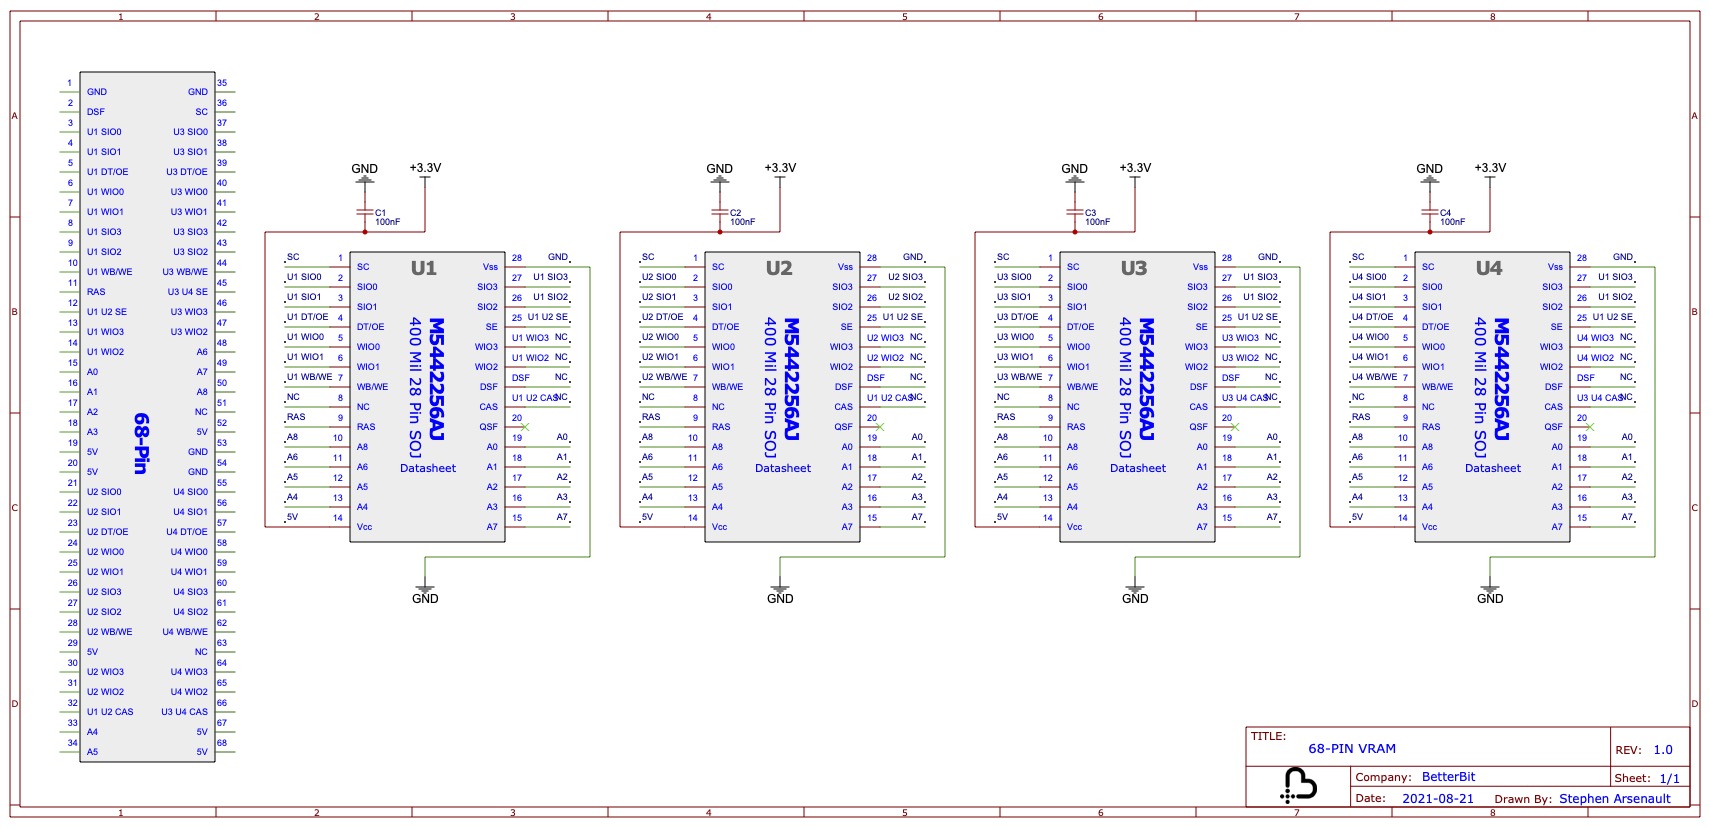 1 2 3 4 5 6 7 8
A B C D
1 GND GND 35
2 DSF SC 36
3 U1 SIO0 U3 SIO0 37
4 U1 SIO1 U3 SIO1 38
5 U1 DT/OE U3 DT/OE 39
6 U1 WIO0 U3 WIO0 40
7 U1 WIO1 U3 WIO1 41
8 U1 SIO3 U3 SIO3 42
9 U1 SIO2 U3 SIO2 43
10 U1 WB/WE U3 WB/WE 44
11 RAS U3 U4 SE 45
12 U1 U2 SE U3 WIO3 46
13 U1 WIO3 U3 WIO2 47
14 U1 WIO2 A6 48
15 A0 A7 49
16 A1 A8 50
17 A2 NC 51
18 A3 5V 52
19 5V GND 53
20 5V GND 54
21 U2 SIO0 U4 SIO0 55
22 U2 SIO1 U4 SIO1 56
23 U2 DT/OE U4 DT/OE 57
24 U2 WIO0 U4 WIO0 58
25 U2 WIO1 U4 WIO1 59
26 U2 SIO3 U4 SIO3 60
27 U2 SIO2 U4 SIO2 61
28 U2 WB/WE U4 WB/WE 62
29 5V NC 63
30 U2 WIO3 U4 WIO3 64
31 U2 WIO2 U4 WIO2 65
32 U1 U2 CAS U3 U4 CAS 66
33 A4 5V 67
34 A5 5V 68
68-Pin
GND +3.3V
C1
100nF
U1
SC 1 SC Vss 28 GND
U1 SIO0 2 SIO0 SIO3 27 U1 SIO3
U1 SIO1 3 SIO1 SIO2 26 U1 SIO2
U1 DT/OE 4 DT/OE SE 25 U1 U2 SE
U1 WIO0 5 WIO0 WIO3 U1 WIO3 NC
U1 WIO1 6 WIO1 WIO2 U1 WIO2 NC
U1 WB/WE 7 WB/WE DSF DSF NC
NC 8 NC CAS U1 U2 CAS NC
RAS 9 RAS QSF 20
A8 10 A8 A0 19 A0
A6 11 A6 A1 18 A1
A5 12 A5 A2 17 A2
A4 13 A4 A3 16 A3
5V 14 Vcc A7 15 A7
M5442256AJ
400 Mil 28 Pin SOJ
Datasheet
GND
GND +3.3V
C2
100nF
U2
SC 1 SC Vss 28 GND
U2 SIO0 2 SIO0 SIO3 27 U2 SIO3
U2 SIO1 3 SIO1 SIO2 26 U2 SIO2
U2 DT/OE 4 DT/OE SE 25 U1 U2 SE
U2 WIO0 5 WIO0 WIO3 U2 WIO3 NC
U2 WIO1 6 WIO1 WIO2 U2 WIO2 NC
U2 WB/WE 7 WB/WE DSF DSF NC
NC 8 NC CAS U1 U2 CAS NC
RAS 9 RAS QSF 20
A8 10 A8 A0 19 A0
A6 11 A6 A1 18 A1
A5 12 A5 A2 17 A2
A4 13 A4 A3 16 A3
5V 14 Vcc A7 15 A7
M5442256AJ
400 Mil 28 Pin SOJ
Datasheet
GND
GND +3.3V
C3
100nF
U3
SC 1 SC Vss 28 GND
U3 SIO0 2 SIO0 SIO3 27 U1 SIO3
U3 SIO1 3 SIO1 SIO2 26 U1 SIO2
U3 DT/OE 4 DT/OE SE 25 U1 U2 SE
U3 WIO0 5 WIO0 WIO3 U3 WIO3 NC
U3 WIO1 6 WIO1 WIO2 U3 WIO2 NC
U3 WB/WE 7 WB/WE DSF DSF NC
NC 8 NC CAS U3 U4 CAS NC
RAS 9 RAS QSF 20
A8 10 A8 A0 19 A0
A6 11 A6 A1 18 A1
A5 12 A5 A2 17 A2
A4 13 A4 A3 16 A3
5V 14 Vcc A7 15 A7
M5442256AJ
400 Mil 28 Pin SOJ
Datasheet
GND
GND +3.3V
C4
100nF
U4
SC 1 SC Vss 28 GND
U4 SIO0 2 SIO0 SIO3 27 U1 SIO3
U4 SIO1 3 SIO1 SIO2 26 U1 SIO2
U4 DT/OE 4 DT/OE SE 25 U1 U2 SE
U4 WIO0 5 WIO0 WIO3 U4 WIO3 NC
U4 WIO1 6 WIO1 WIO2 U4 WIO2 NC
U4 WB/WE 7 WB/WE DSF DSF NC
NC 8 NC CAS U3 U4 CAS NC
RAS 9 RAS QSF 20
A8 10 A8 A0 19 A0
A6 11 A6 A1 18 A1
A5 12 A5 A2 17 A2
A4 13 A4 A3 16 A3
5V 14 Vcc A7 15 A7
M5442256AJ
400 Mil 28 Pin SOJ
Datasheet
GND
A B C D
TITLE:
68-PIN VRAM
REV: 1.0
Company: BetterBit
Sheet: 1/1
Date: 2021-08-21 Drawn By: Stephen Arsenault
1 2 3 4 5 6 7 8